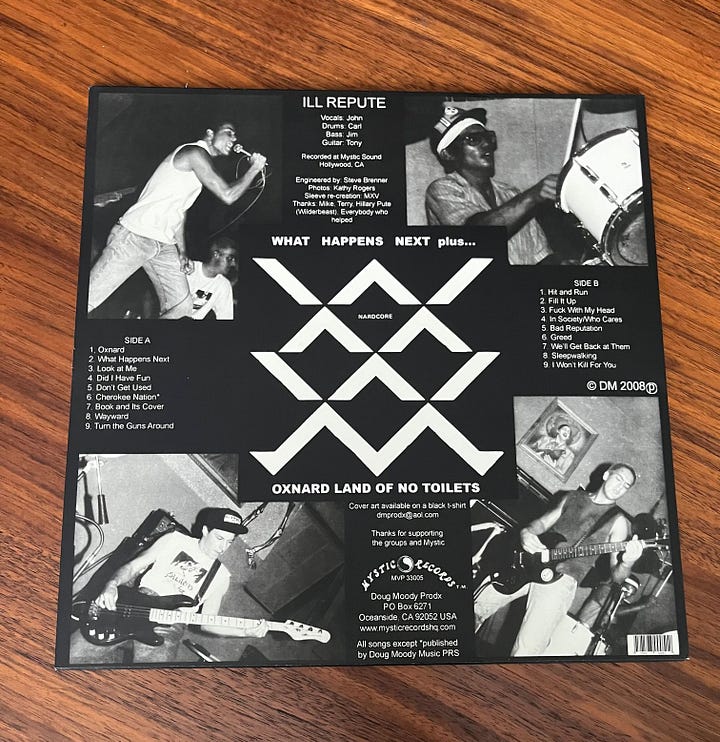 ILL REPUTE
Vocals: John
Drums: Carl
Bass: Jim
Guitar: Tony
Recorded at Mystic Sound
Hollywood, CA
Engineered by: Steve Brenner
Photos: Kathy Rogers
Sleeve re-creation: MXV
Thanks: Mike, Terry, Hillary Pute
(Wilderbeast), Everybody who
helped
WHAT HAPPENS NEXT plus...
NARDCORE
SIDE A
1. Oxnard
2. What Happens Next
3. Look at Me
4. Did I Have Fun
5. Don't Get Used
6. Cherokee Nation*
7. Book and Its Cover
8. Wayward
9. Turn the Guns Around
SIDE B
1. Hit and Run
2. Fill It Up
3. Fuck With My Head
4. In Society/Who Cares
5. Bad Reputation
6. Greed
7. We'll Get Back at Them
8. Sleepwalking
9. I Won't Kill For You
© DM 2008 ℗
OXNARD LAND OF NO TOILETS
Cover art available on a black t-shirt
dmprodx@aol.com
Thanks for supporting
the groups and Mystic
MYSTIC RECORDS T.M.
MVP 33005
Doug Moody Prodx
PO Box 6271
Oceanside, CA 92052 USA
www.mysticrecordshq.com
All songs except *published
by Doug Moody Music PRS